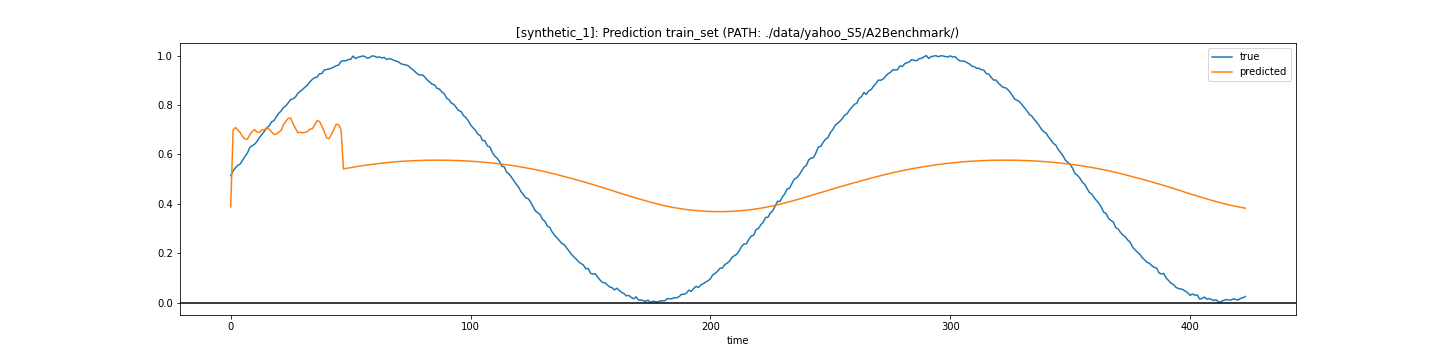 [synthetic_1]: Prediction train_set (PATH: ./data/yahoo_S5/A2Benchmark/)
true
predicted
1.0
0.8
0.6
0.4
0.2
0.0
0
100
200
300
400
time